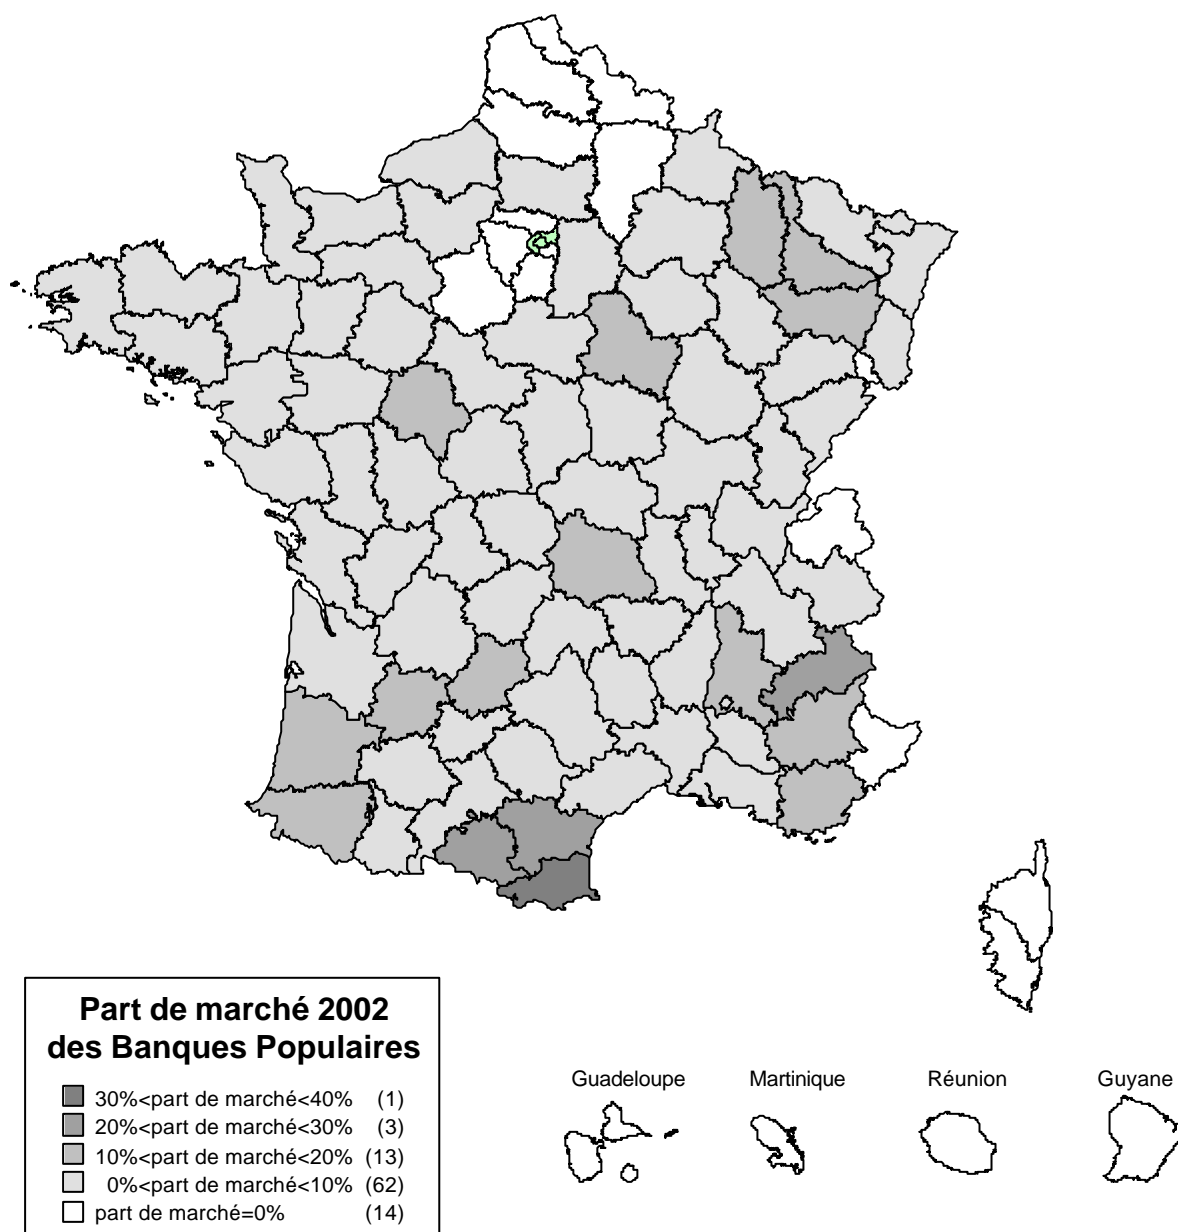 Part de marché 2002
des Banques Populaires
30%<part de marché<40% (1)
20%<part de marché<30% (3)
10%<part de marché<20% (13)
0%<part de marché<10% (62)
part de marché=0% (14)
Guadeloupe Martinique Réunion Guyane